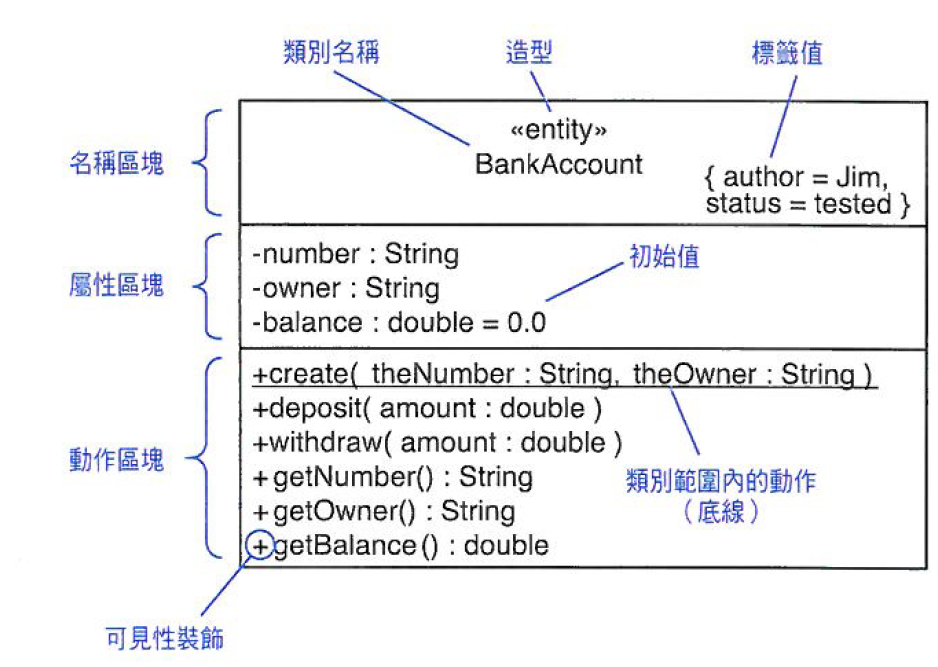 類別名稱
造型
標籤值
«entity»
名稱區塊
BankAccount
{ author = Jim,
status = tested }
-number : String
初始值
屬性區塊
-owner : String
-balance : double = 0.0
+create( theNumber : String, theOwner : String )
+deposit( amount : double )
+withdraw( amount : double )
動作區塊
+getNumber() : String
類別範圍內的動作
+getOwner() : String
（底線）
+getBalance() : double
可見性裝飾